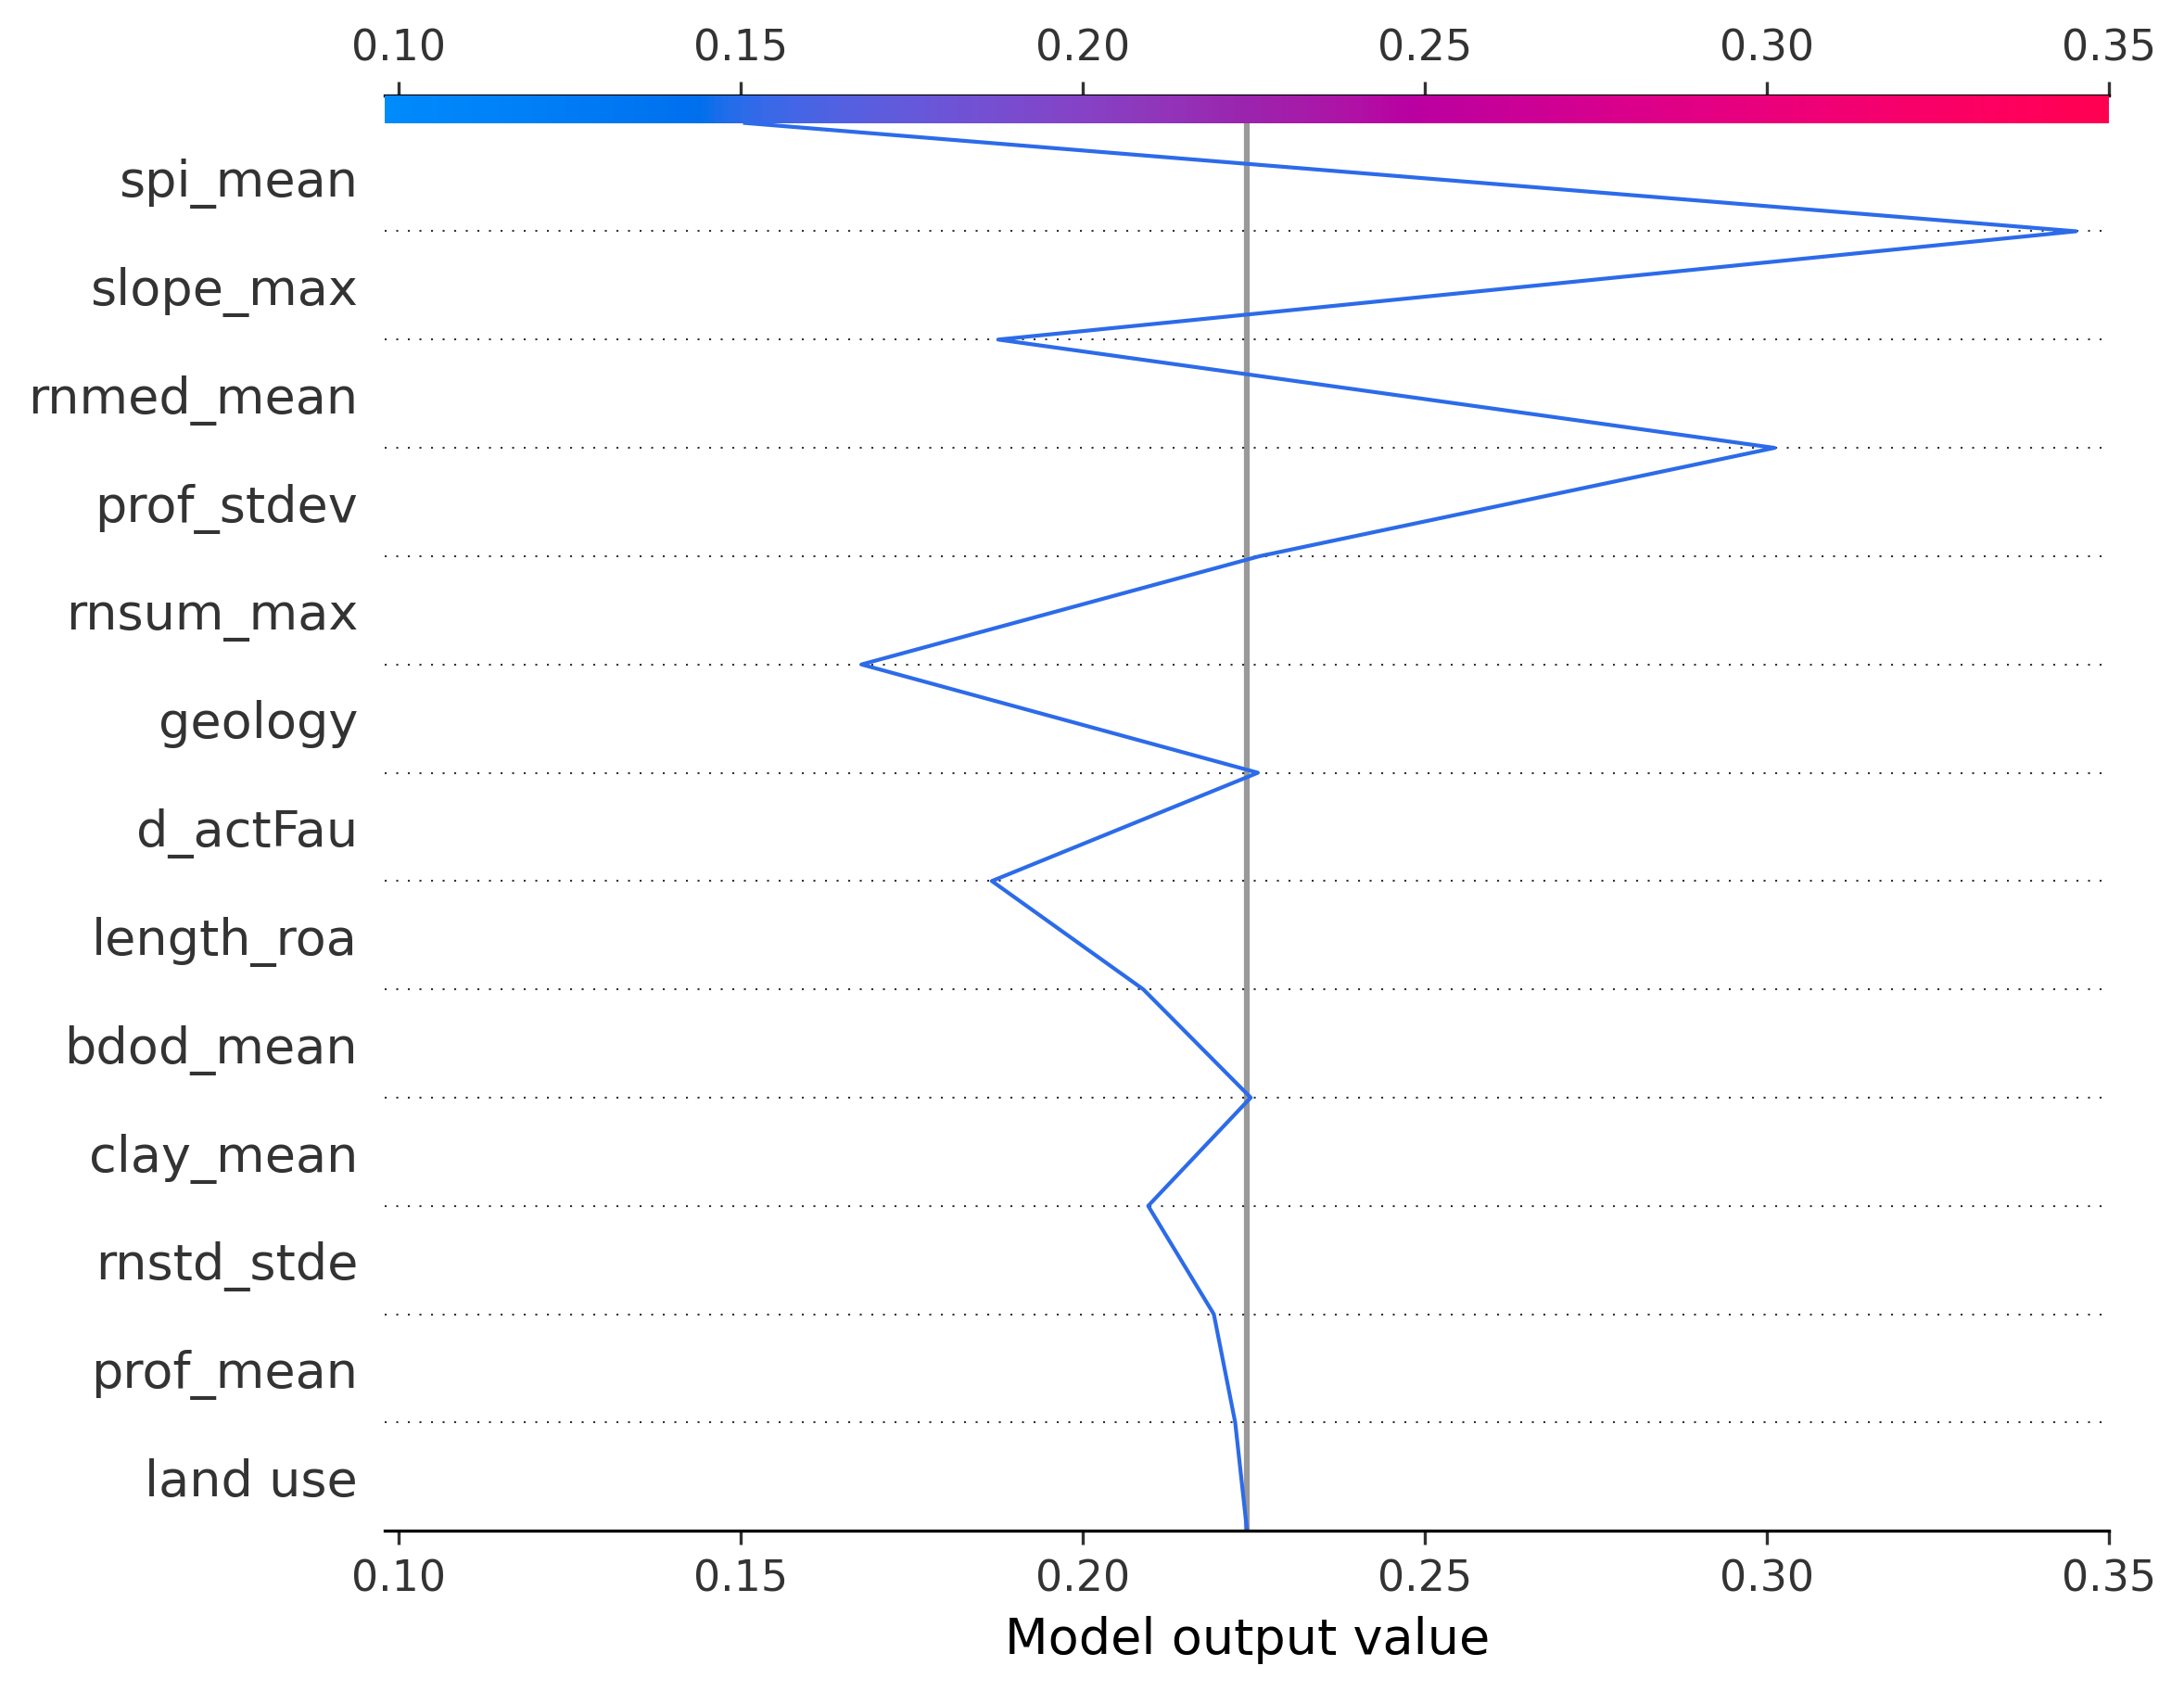 0.10 0.15 0.20 0.25 0.30 0.35
spi_mean
slope_max
rnmed_mean
prof_stdev
rnsum_max
geology
d_actFau
length_roa
bdod_mean
clay_mean
rnstd_stde
prof_mean
land use
0.10 0.15 0.20 0.25 0.30 0.35
Model output value